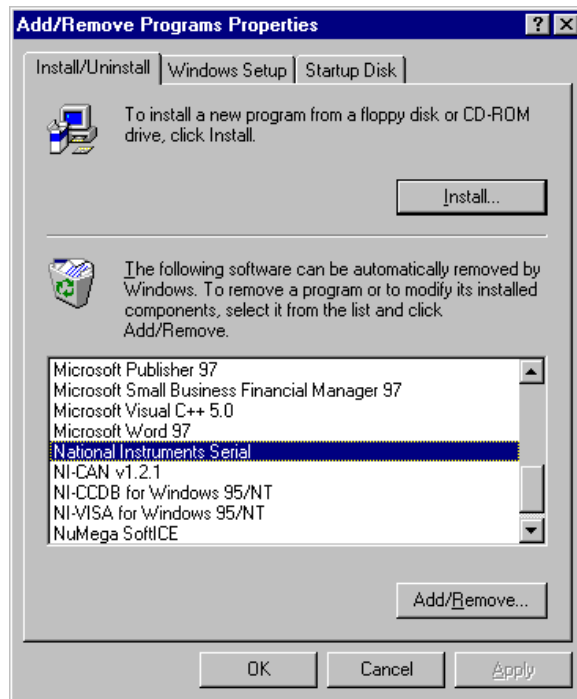 Add/Remove Programs Properties
Install/Uninstall
Windows Setup
Startup Disk
To install a new program from a floppy disk or CD-ROM
drive, click Install.
Install...
The following software can be automatically removed by
Windows. To remove a program or to modify its installed
components, select it from the list and click
Add/Remove.
Microsoft Publisher 97
Microsoft Small Business Financial Manager 97
Microsoft Visual C++ 5.0
Microsoft Word 97
National Instruments Serial
NI-CAN v1.2.1
NI-CCDB for Windows 95/NT
NI-VISA for Windows 95/NT
NuMega SoftICE
Add/Remove...
OK
Cancel
Apply